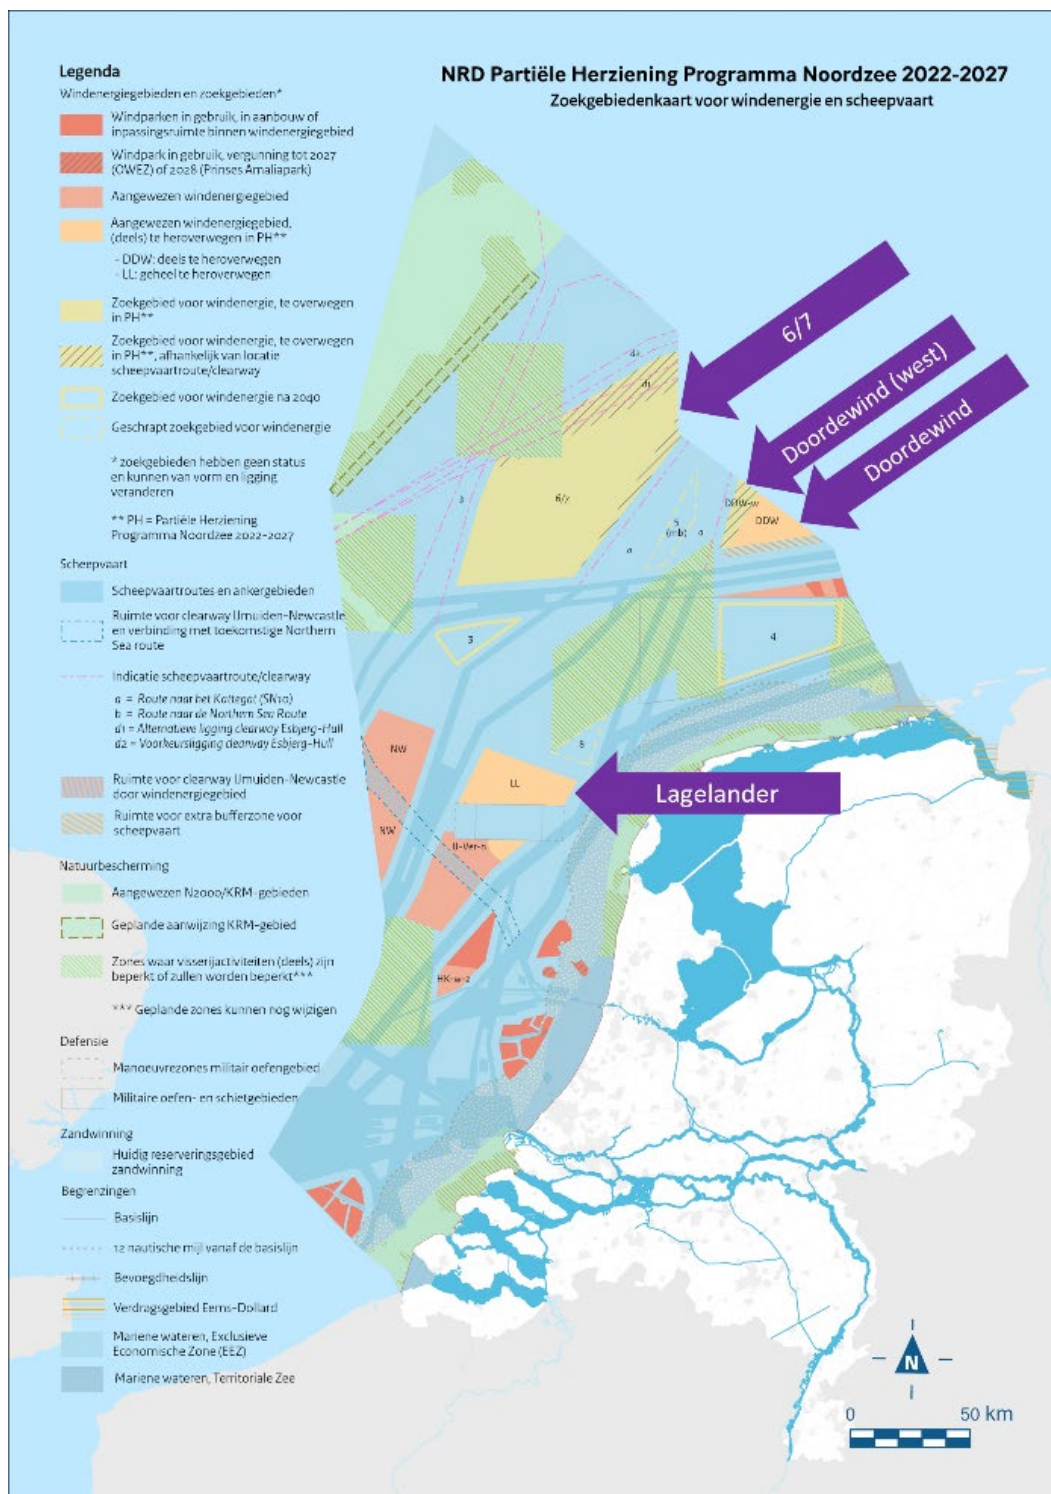 NRD Partiële Herziening Programma Noordzee 2022-2027
Zoekgebiedenkaart voor windenergie en scheepvaart
Legenda
Windenergiegebieden en zoekgebieden*
Windparken in gebruik, in aanbouw of
inpassingsruimte binnen windenergiegebied
Windpark in gebruik, vergunning tot 2027
(OWEZ) of 2028 (Prinses Amaliapark)
Aangewezen windenergiegebied
Aangewezen windenergiegebied,
(deels) te heroverwegen in PH**
- DDW: deels te heroverwegen
- LL: geheel te heroverwegen
Zoekgebied voor windenergie, te overwegen
in PH**
Zoekgebied voor windenergie, te overwegen
in PH**, afhankelijk van locatie
scheepvaartroute/clearway
Zoekgebied voor windenergie na 2040
Geschrapt zoekgebied voor windenergie
* zoekgebieden hebben geen status
en kunnen van vorm en ligging
veranderen
** PH = Partiële Herziening
Programma Noordzee 2022-2027
Scheepvaart
Scheepvaartroutes en ankergebieden
Ruimte voor clearway IJmuiden-Newcastle
en verbinding met toekomstige Northern
Sea route
Indicatie scheepvaartroute/clearway
a = Route naar het Kattegat (SN10)
b = Route naar de Northern Sea Route
d1 = Alternatieve ligging clearway Esbjerg-Hull
d2 = Voorkeursligging clearway Esbjerg-Hull
Ruimte voor clearway IJmuiden-Newcastle
door windenergiegebied
Ruimte voor extra bufferzone voor
scheepvaart
Natuurbescherming
Aangewezen N2000/KRM-gebieden
Geplande aanwijzing KRM-gebied
Zones waar visserijactiviteiten (deels) zijn
beperkt of zullen worden beperkt***
*** Geplande zones kunnen nog wijzigen
Defensie
Manoeuvrezones militair oefengebied
Militaire oefen- en schietgebieden
Zandwinning
Huidig reserveringsgebied
zandwinning
Begrenzingen
Basislijn
12 nautische mijl vanaf de basislijn
Bevoegdheidslijn
Verdragsgebied Eems-Dollard
Mariene wateren, Exclusieve
Economische Zone (EEZ)
Mariene wateren, Territoriale Zee
6/7
Doordewind (west)
Doordewind
Lagelander
d2
d1
6/7
DDW-w
DDW
5
(mb)
a
a
3
4
NW
LL
NW
IJ-Ver-n
HK-w-z
N
0
50 km